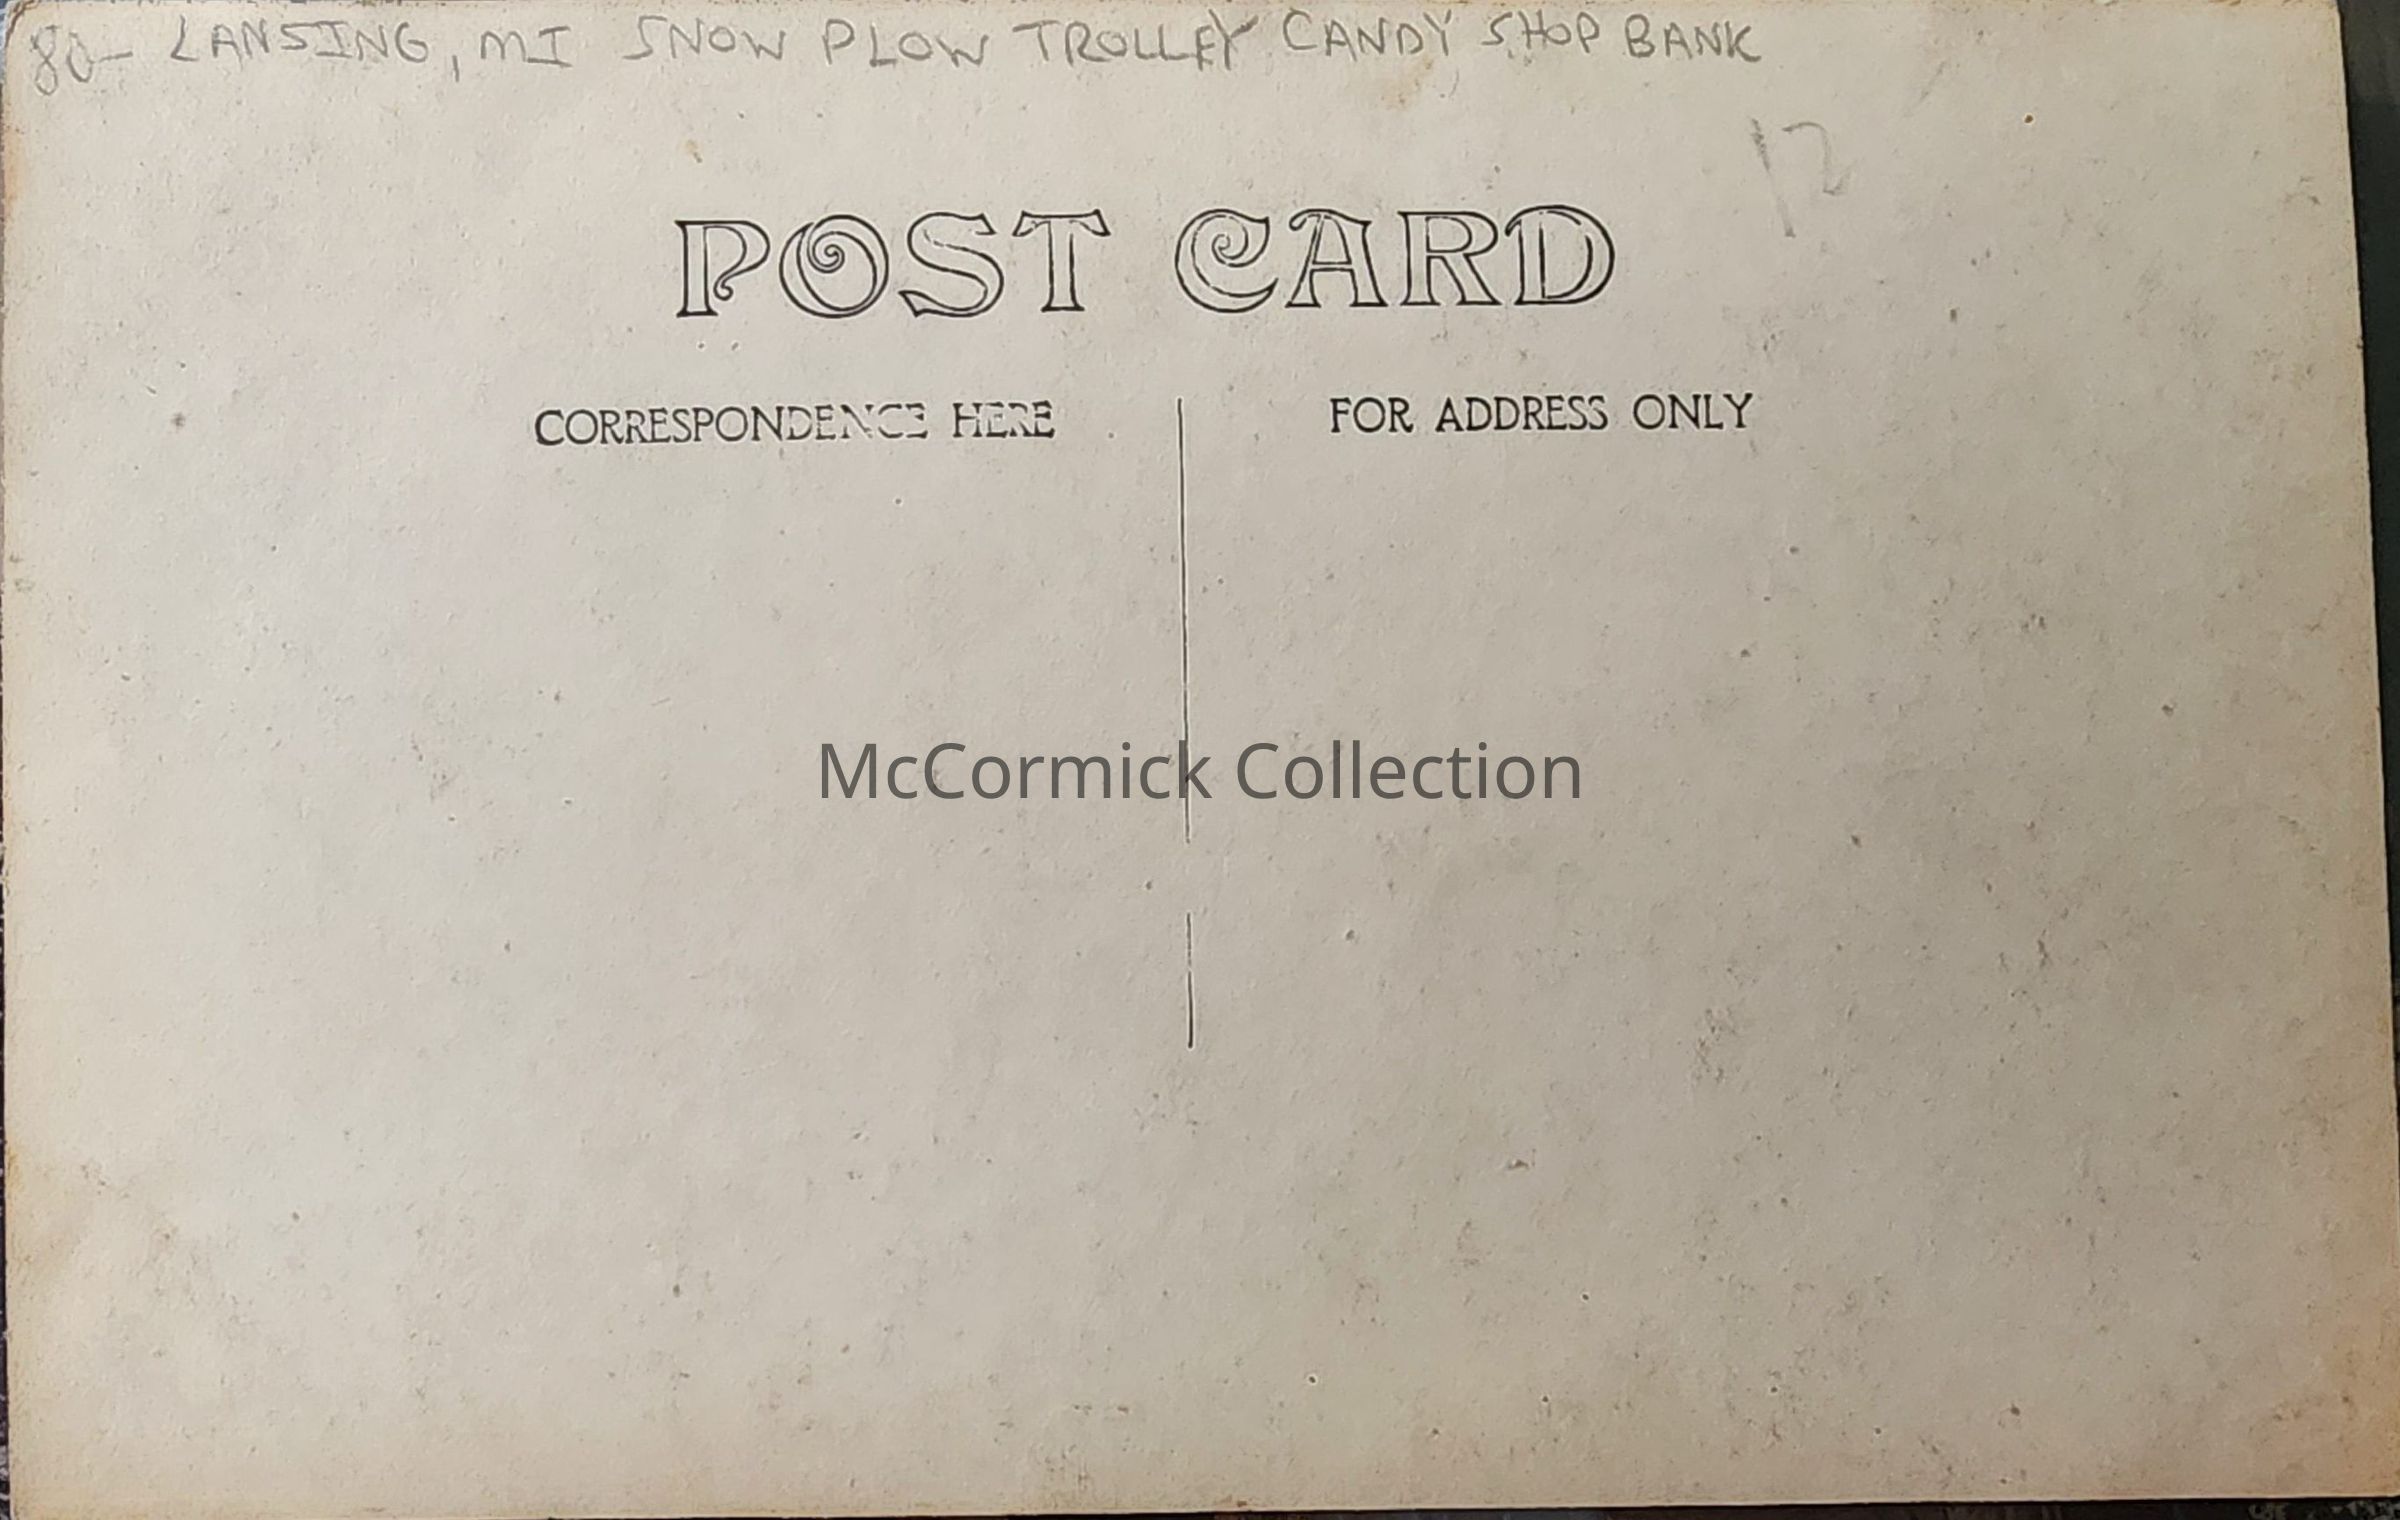 80- LANSING, MI SNOW PLOW TROLLEY CANDY SHOP BANK
12
POST CARD
CORRESPONDENCE HERE
FOR ADDRESS ONLY
McCormick Collection